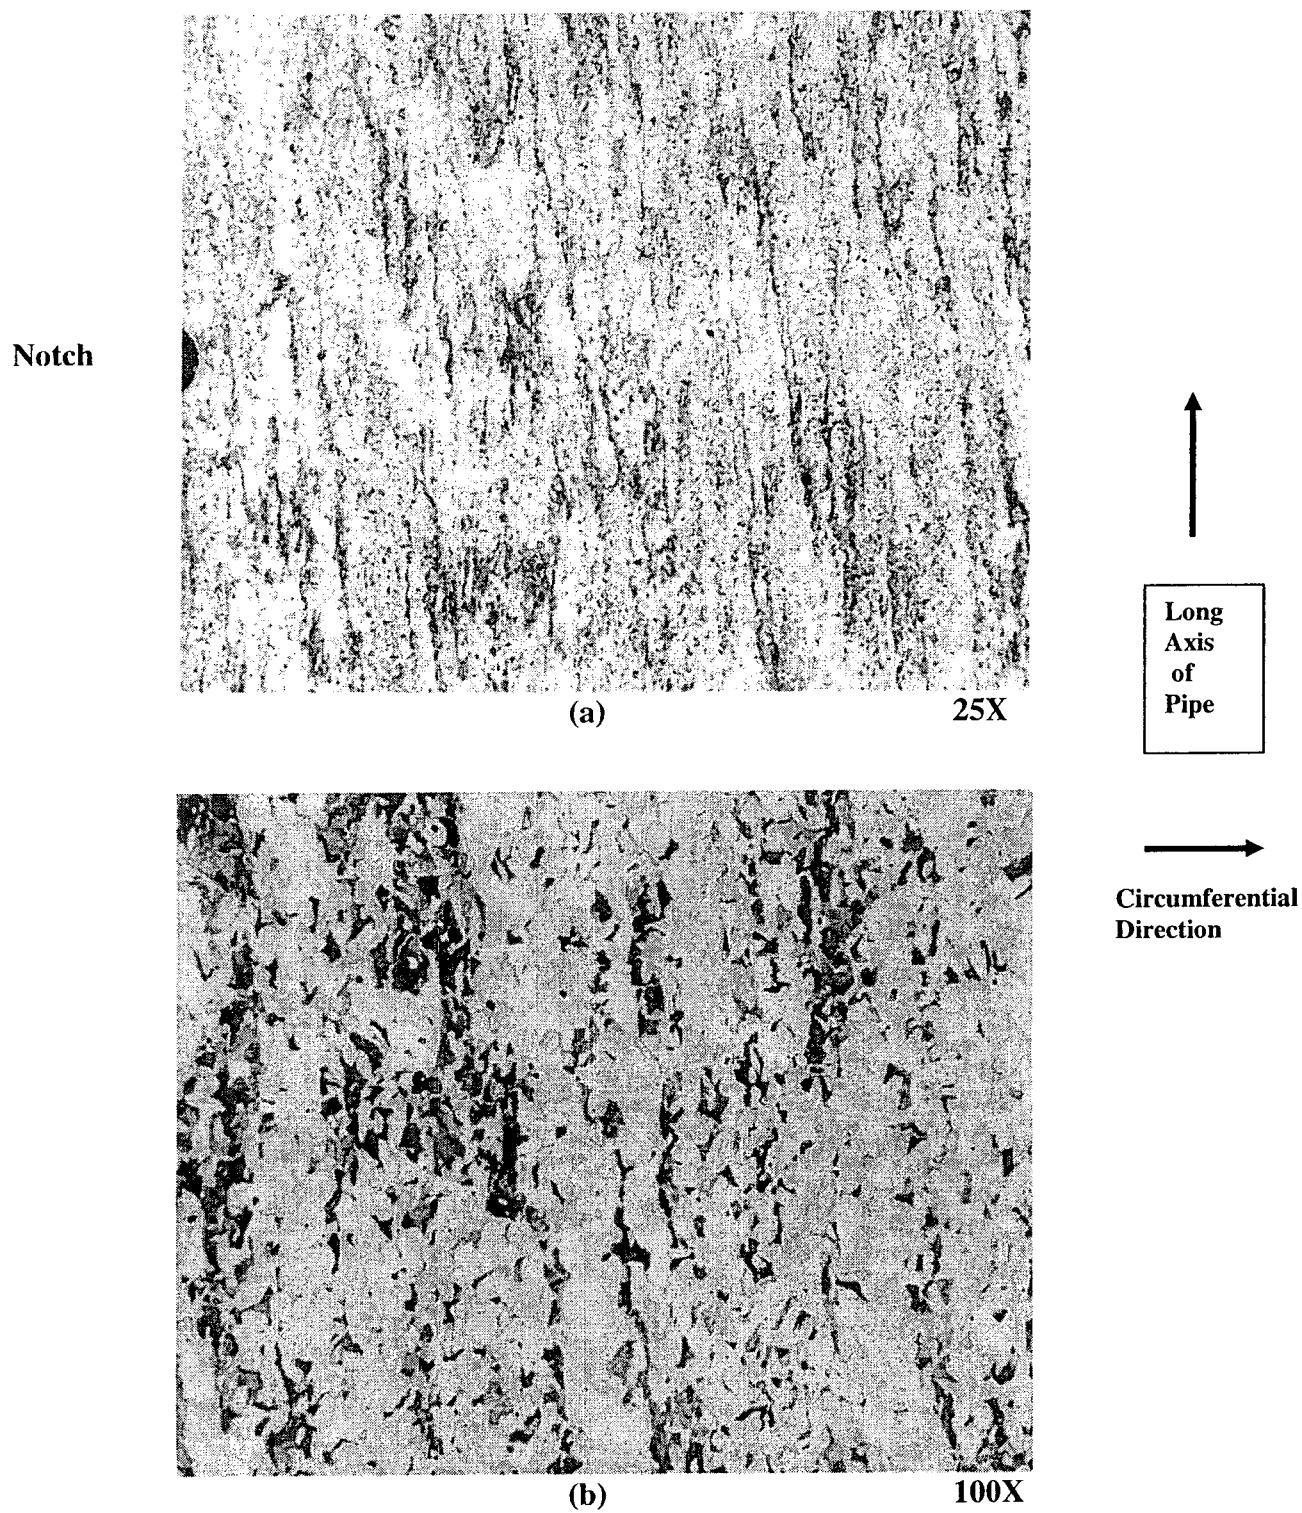 Notch
(a)
25X
Long
Axis
of
Pipe
(b)
100X
Circumferential
Direction